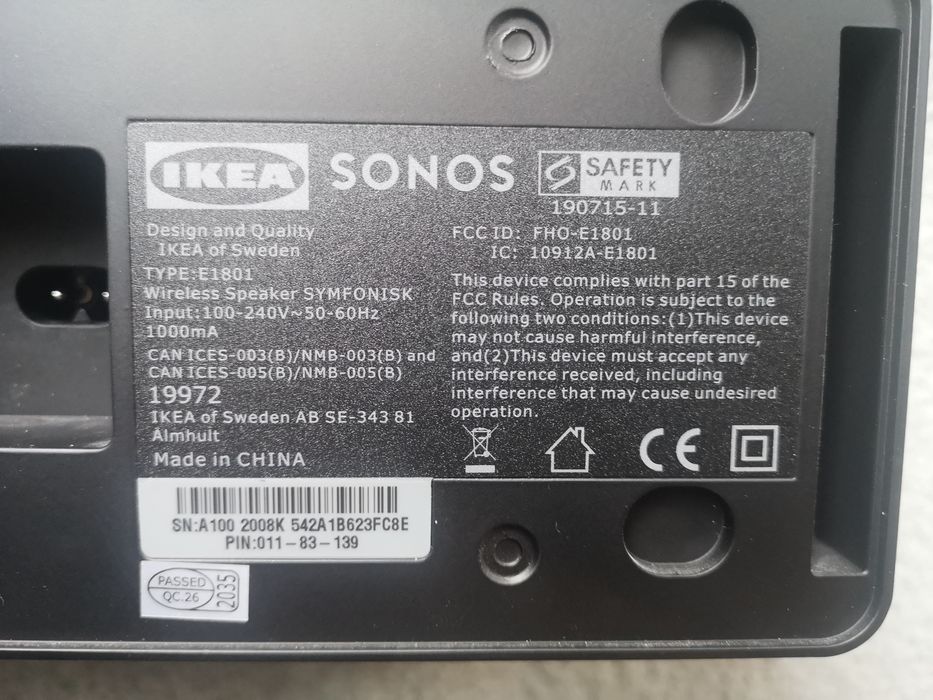 IKEA SONOS SAFETY
MARK
190715-11
Design and Quality
IKEA of Sweden
TYPE:E1801
Wireless Speaker SYMFONISK
Input:100-240V~50-60Hz
1000mA
CAN ICES-003(B)/NMB-003(B) and
CAN ICES-005(B)/NMB-005(B)
19972
IKEA of Sweden AB SE-343 81
Älmhult
Made in CHINA
FCC ID: FHO-E1801
IC: 10912A-E1801
This device complies with part 15 of the
FCC Rules. Operation is subject to the
following two conditions:(1)This device
may not cause harmful interference,
and(2)This device must accept any
interference received, including
interference that may cause undesired
operation.
CE
SN:A100 2008K 542A1B623FC8E
PIN:011-83-139
PASSED
QC.26
2035